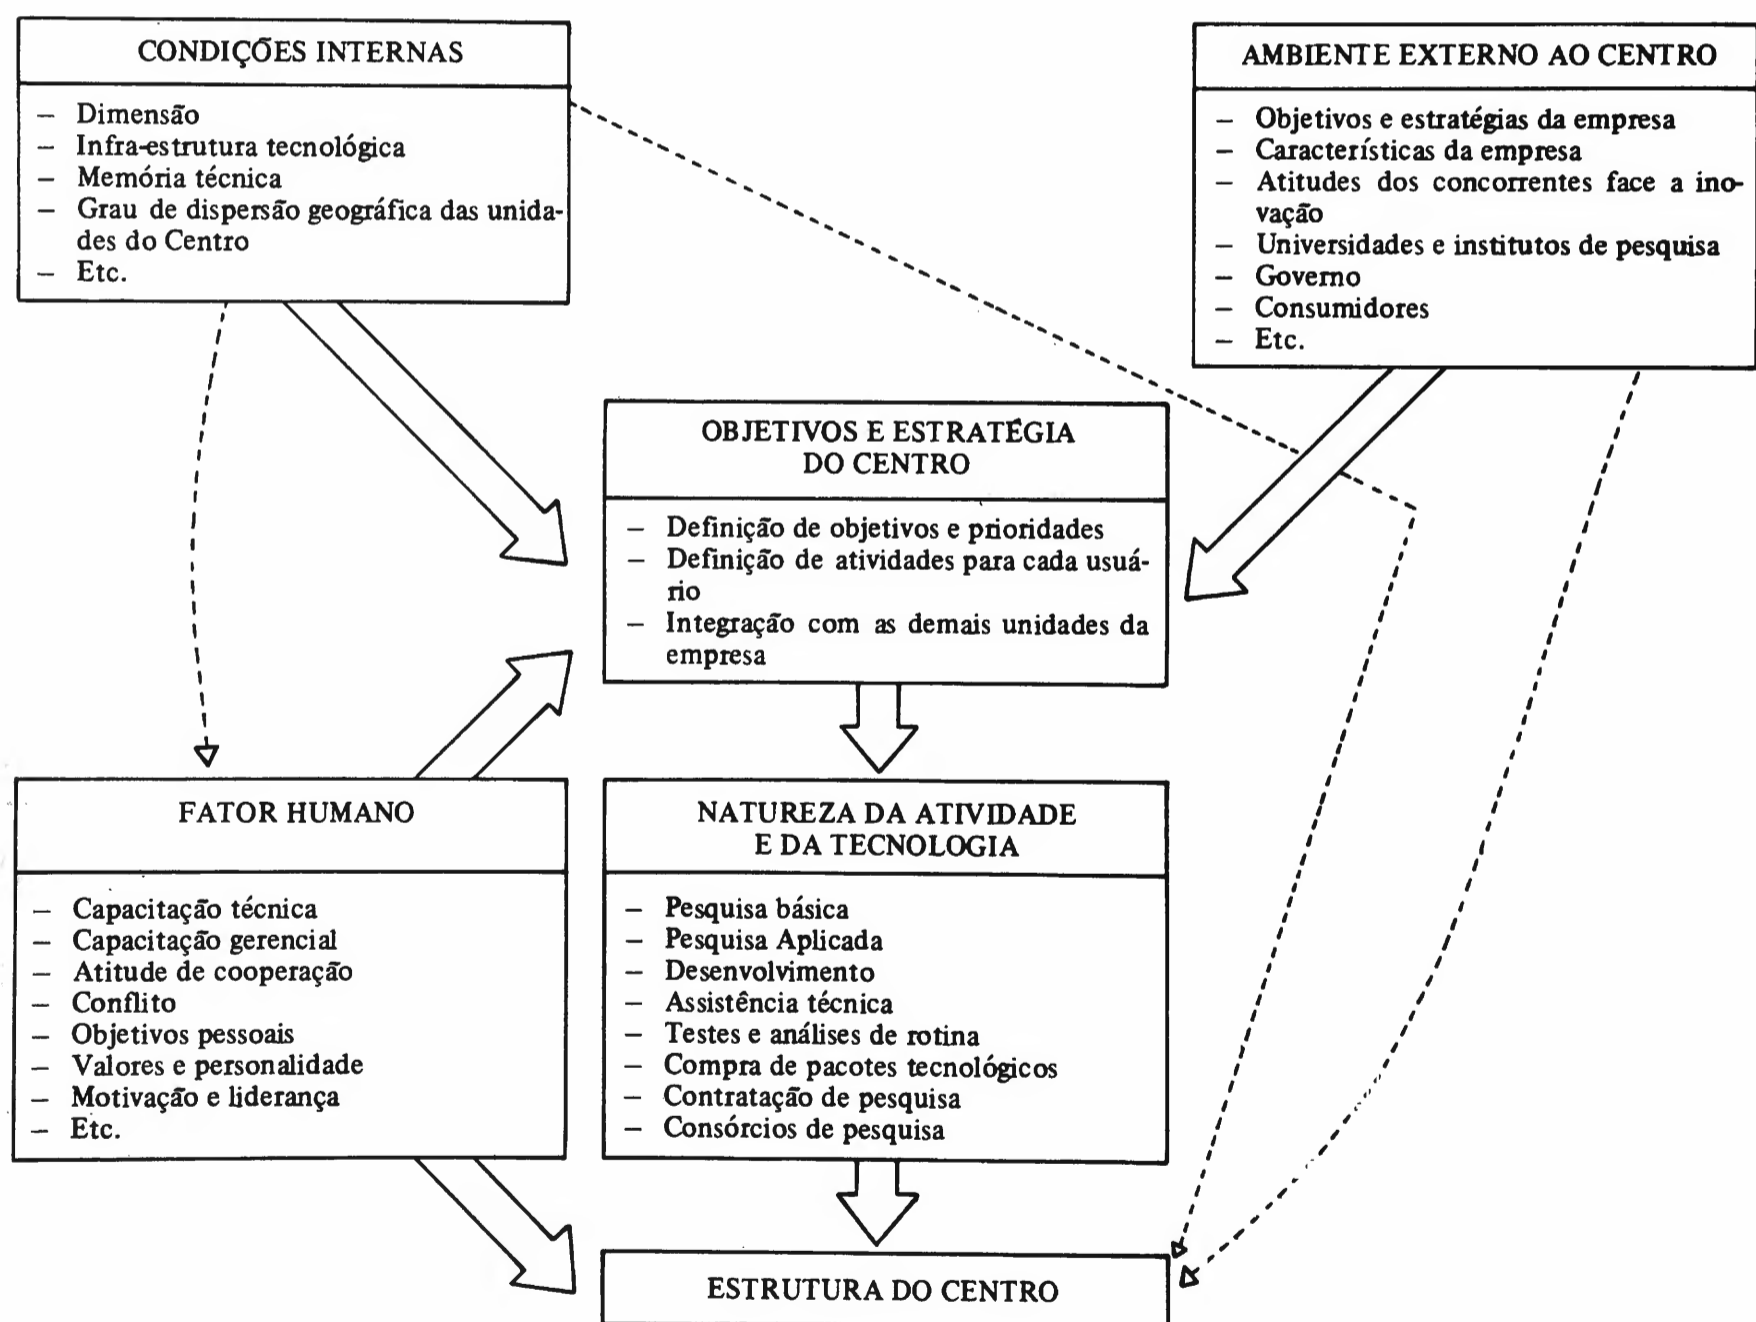 CONDIÇÕES INTERNAS
– Dimensão
– Infra-estrutura tecnológica
– Memória técnica
– Grau de dispersão geográfica das unida-
des do Centro
– Etc.
AMBIENTE EXTERNO AO CENTRO
– Objetivos e estratégias da empresa
– Características da empresa
– Atitudes dos concorrentes face a ino-
vação
– Universidades e institutos de pesquisa
– Governo
– Consumidores
– Etc.
OBJETIVOS E ESTRATÉGIA
DO CENTRO
– Definição de objetivos e prioridades
– Definição de atividades para cada usuá-
rio
– Integração com as demais unidades da
empresa
FATOR HUMANO
– Capacitação técnica
– Capacitação gerencial
– Atitude de cooperação
– Conflito
– Objetivos pessoais
– Valores e personalidade
– Motivação e liderança
– Etc.
NATUREZA DA ATIVIDADE
E DA TECNOLOGIA
– Pesquisa básica
– Pesquisa Aplicada
– Desenvolvimento
– Assistência técnica
– Testes e análises de rotina
– Compra de pacotes tecnológicos
– Contratação de pesquisa
– Consórcios de pesquisa
ESTRUTURA DO CENTRO